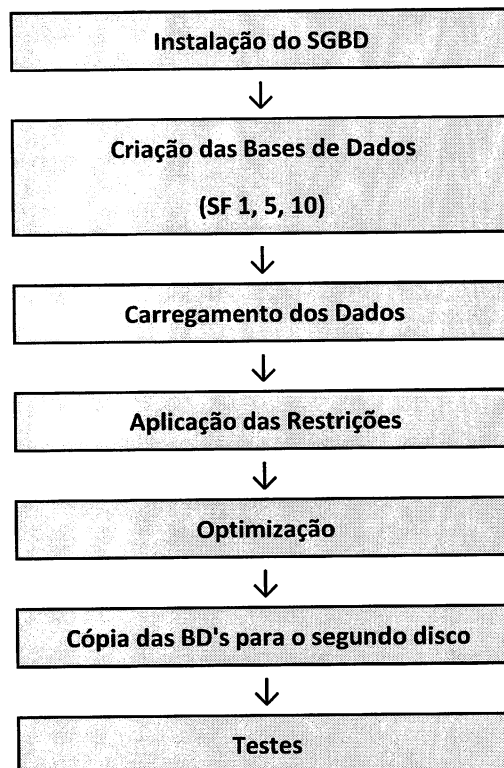 Instalação do SGBD
Criação das Bases de Dados
(SF 1, 5, 10)
Carregamento dos Dados
Aplicação das Restrições
Optimização
Cópia das BD's para o segundo disco
Testes